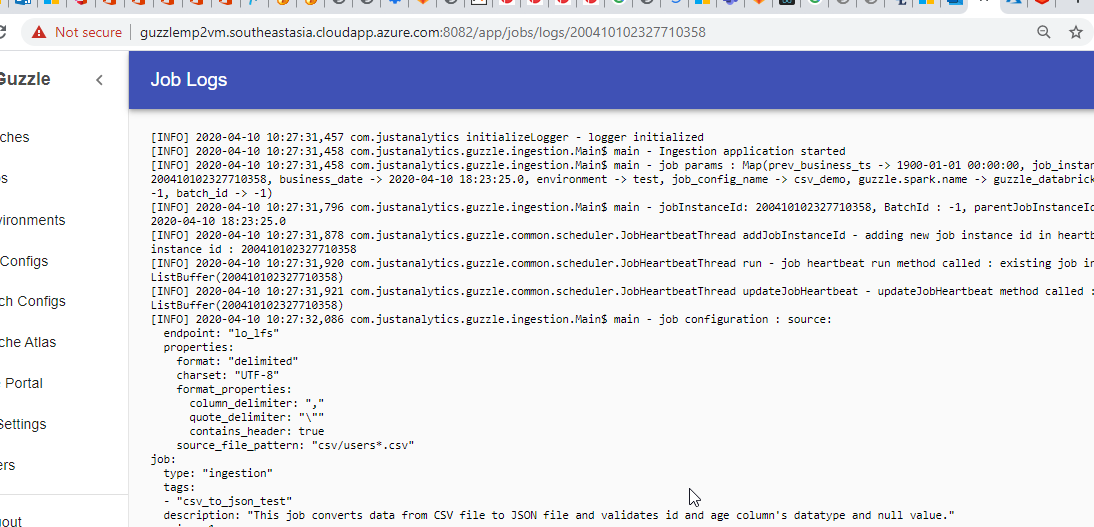 Not secure
guzzlemp2vm.southeastasia.cloudapp.azure.com:8082/app/jobs/logs/200410102327710358
Guzzle
Job Logs
ches
vironments
Configs
ch Configs
che Atlas
Portal
Settings
ers
gout
[INFO] 2020-04-10 10:27:31,457 com.justanalytics initializeLogger - logger initialized
[INFO] 2020-04-10 10:27:31,458 com.justanalytics.guzzle.ingestion.Main$ main - Ingestion application started
[INFO] 2020-04-10 10:27:31,458 com.justanalytics.guzzle.ingestion.Main$ main - job params : Map(prev_business_ts -> 1900-01-01 00:00:00, job_instan
200410102327710358, business_date -> 2020-04-10 18:23:25.0, environment -> test, job_config_name -> csv_demo, guzzle.spark.name -> guzzle_databrick
-1, batch_id -> -1)
[INFO] 2020-04-10 10:27:31,796 com.justanalytics.guzzle.ingestion.Main$ main - jobInstanceId: 200410102327710358, BatchId : -1, parentJobInstanceId
2020-04-10 18:23:25.0
[INFO] 2020-04-10 10:27:31,878 com.justanalytics.guzzle.common.scheduler.JobHeartbeatThread addJobInstanceId - adding new job instance id in heartb
instance id : 200410102327710358
[INFO] 2020-04-10 10:27:31,920 com.justanalytics.guzzle.common.scheduler.JobHeartbeatThread run - job heartbeat run method called : existing job in
ListBuffer(200410102327710358)
[INFO] 2020-04-10 10:27:31,921 com.justanalytics.guzzle.common.scheduler.JobHeartbeatThread updateJobHeartbeat - updateJobHeartbeat method called :
ListBuffer(200410102327710358)
[INFO] 2020-04-10 10:27:32,086 com.justanalytics.guzzle.ingestion.Main$ main - job configuration : source:
endpoint: "lo_lfs"
properties:
format: "delimited"
charset: "UTF-8"
format_properties:
column_delimiter: ","
quote_delimiter: "\""
contains_header: true
source_file_pattern: "csv/users*.csv"
job:
type: "ingestion"
tags:
- "csv_to_json_test"
description: "This job converts data from CSV file to JSON file and validates id and age column's datatype and null value."